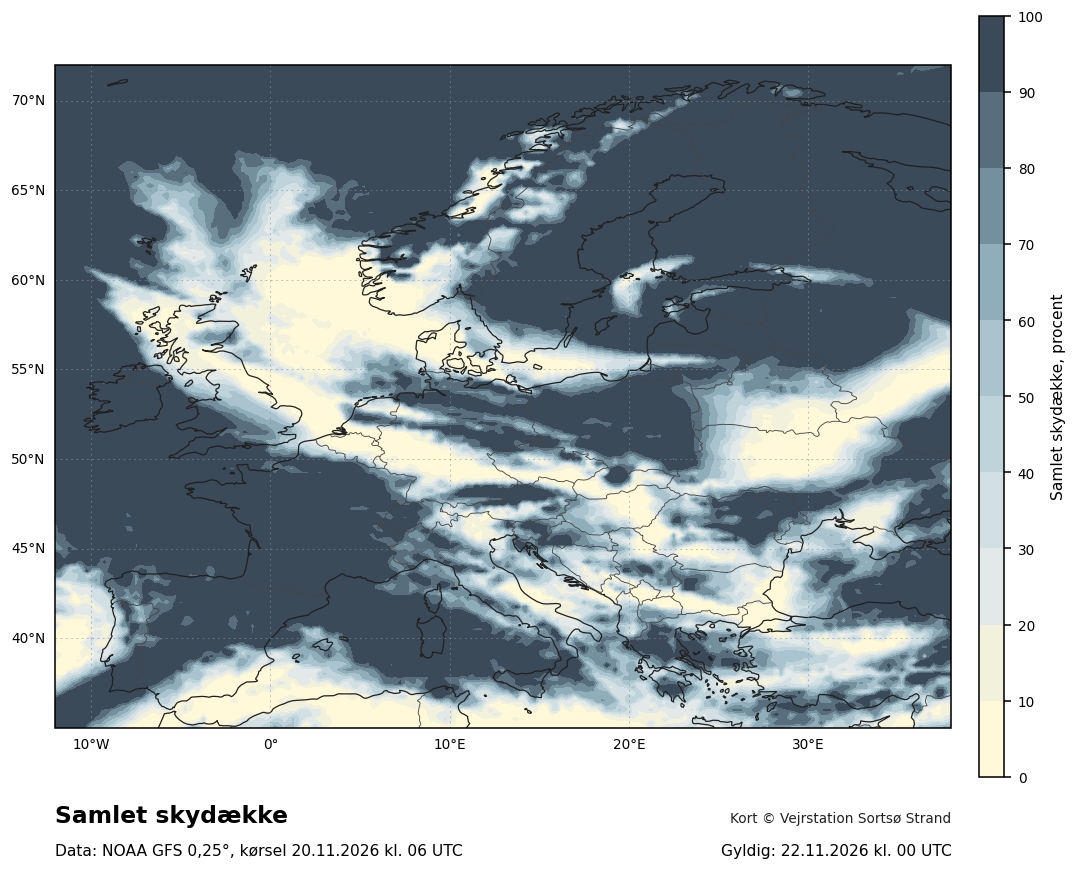 100
90
80
70
60
50
40
30
20
10
0
Samlet skydække, procent
70°N
65°N
60°N
55°N
50°N
45°N
40°N
10°W
0°
10°E
20°E
30°E
Samlet skydække
Kort © Vejrstation Sortsø Strand
Data: NOAA GFS 0,25°, kørsel 20.11.2026 kl. 06 UTC
Gyldig: 22.11.2026 kl. 00 UTC